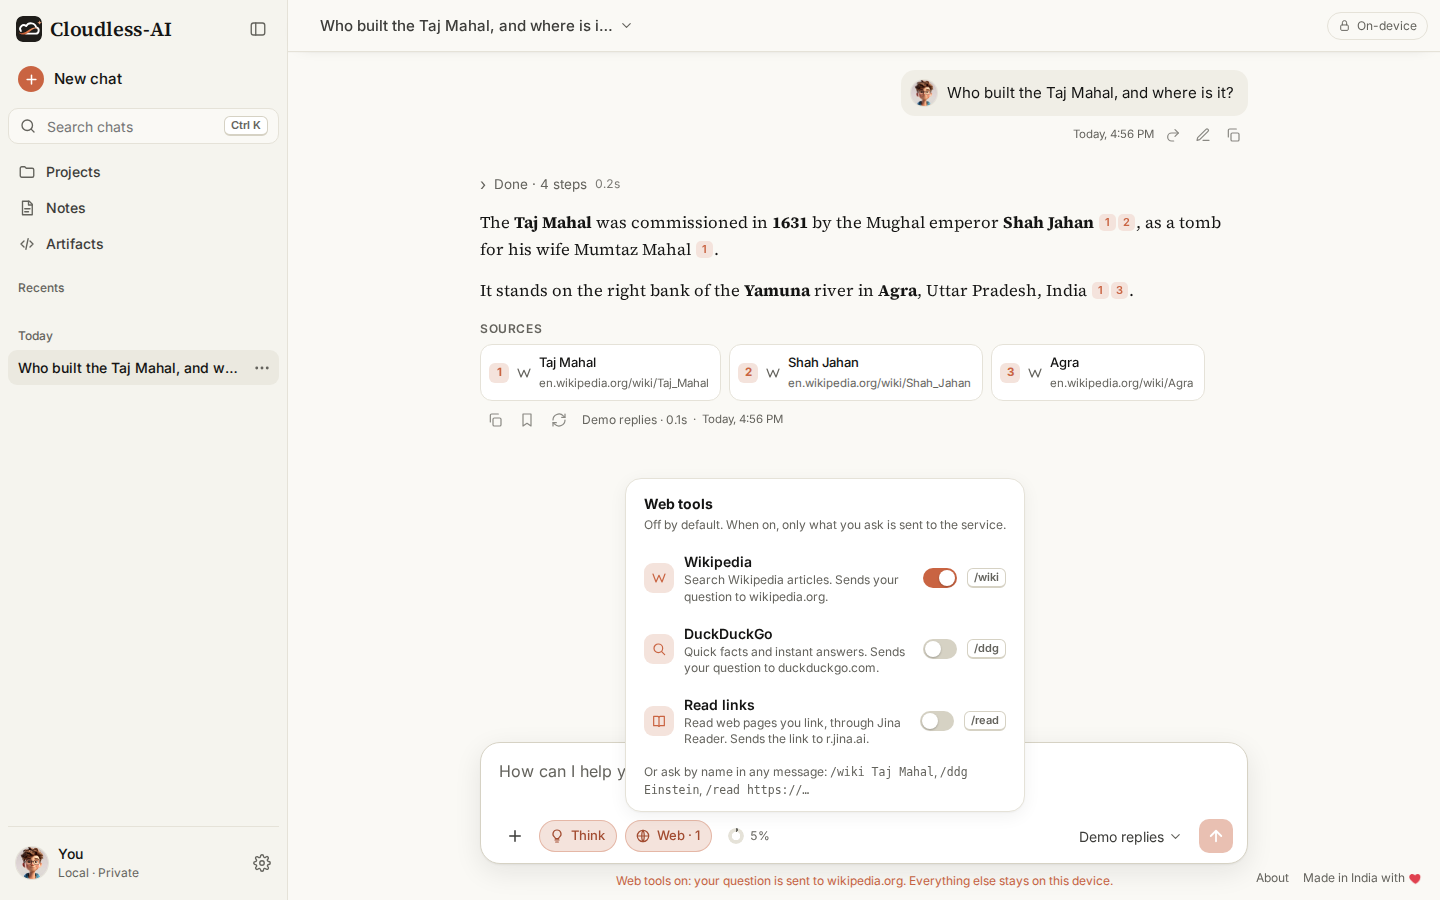 Cloudless-AI
New chat
Search chats
Ctrl K
Projects
Notes
Artifacts
Recents
Today
Who built the Taj Mahal, and w...
You
Local · Private
Who built the Taj Mahal, and where is i...
On-device
Who built the Taj Mahal, and where is it?
Today, 4:56 PM
Done · 4 steps 0.2s
The Taj Mahal was commissioned in 1631 by the Mughal emperor Shah Jahan 1 2, as a tomb
for his wife Mumtaz Mahal 1.
It stands on the right bank of the Yamuna river in Agra, Uttar Pradesh, India 1 3.
SOURCES
1 W Taj Mahal
en.wikipedia.org/wiki/Taj_Mahal
2 W Shah Jahan
en.wikipedia.org/wiki/Shah_Jahan
3 W Agra
en.wikipedia.org/wiki/Agra
Demo replies · 0.1s · Today, 4:56 PM
Web tools
Off by default. When on, only what you ask is sent to the service.
W
Wikipedia
Search Wikipedia articles. Sends your
question to wikipedia.org.
/wiki
DuckDuckGo
Quick facts and instant answers. Sends
your question to duckduckgo.com.
/ddg
Read links
Read web pages you link, through Jina
Reader. Sends the link to r.jina.ai.
/read
Or ask by name in any message: /wiki Taj Mahal, /ddg
Einstein, /read https://…
How can I help y
Think
Web · 1
5%
Demo replies
Web tools on: your question is sent to wikipedia.org. Everything else stays on this device.
About
Made in India with